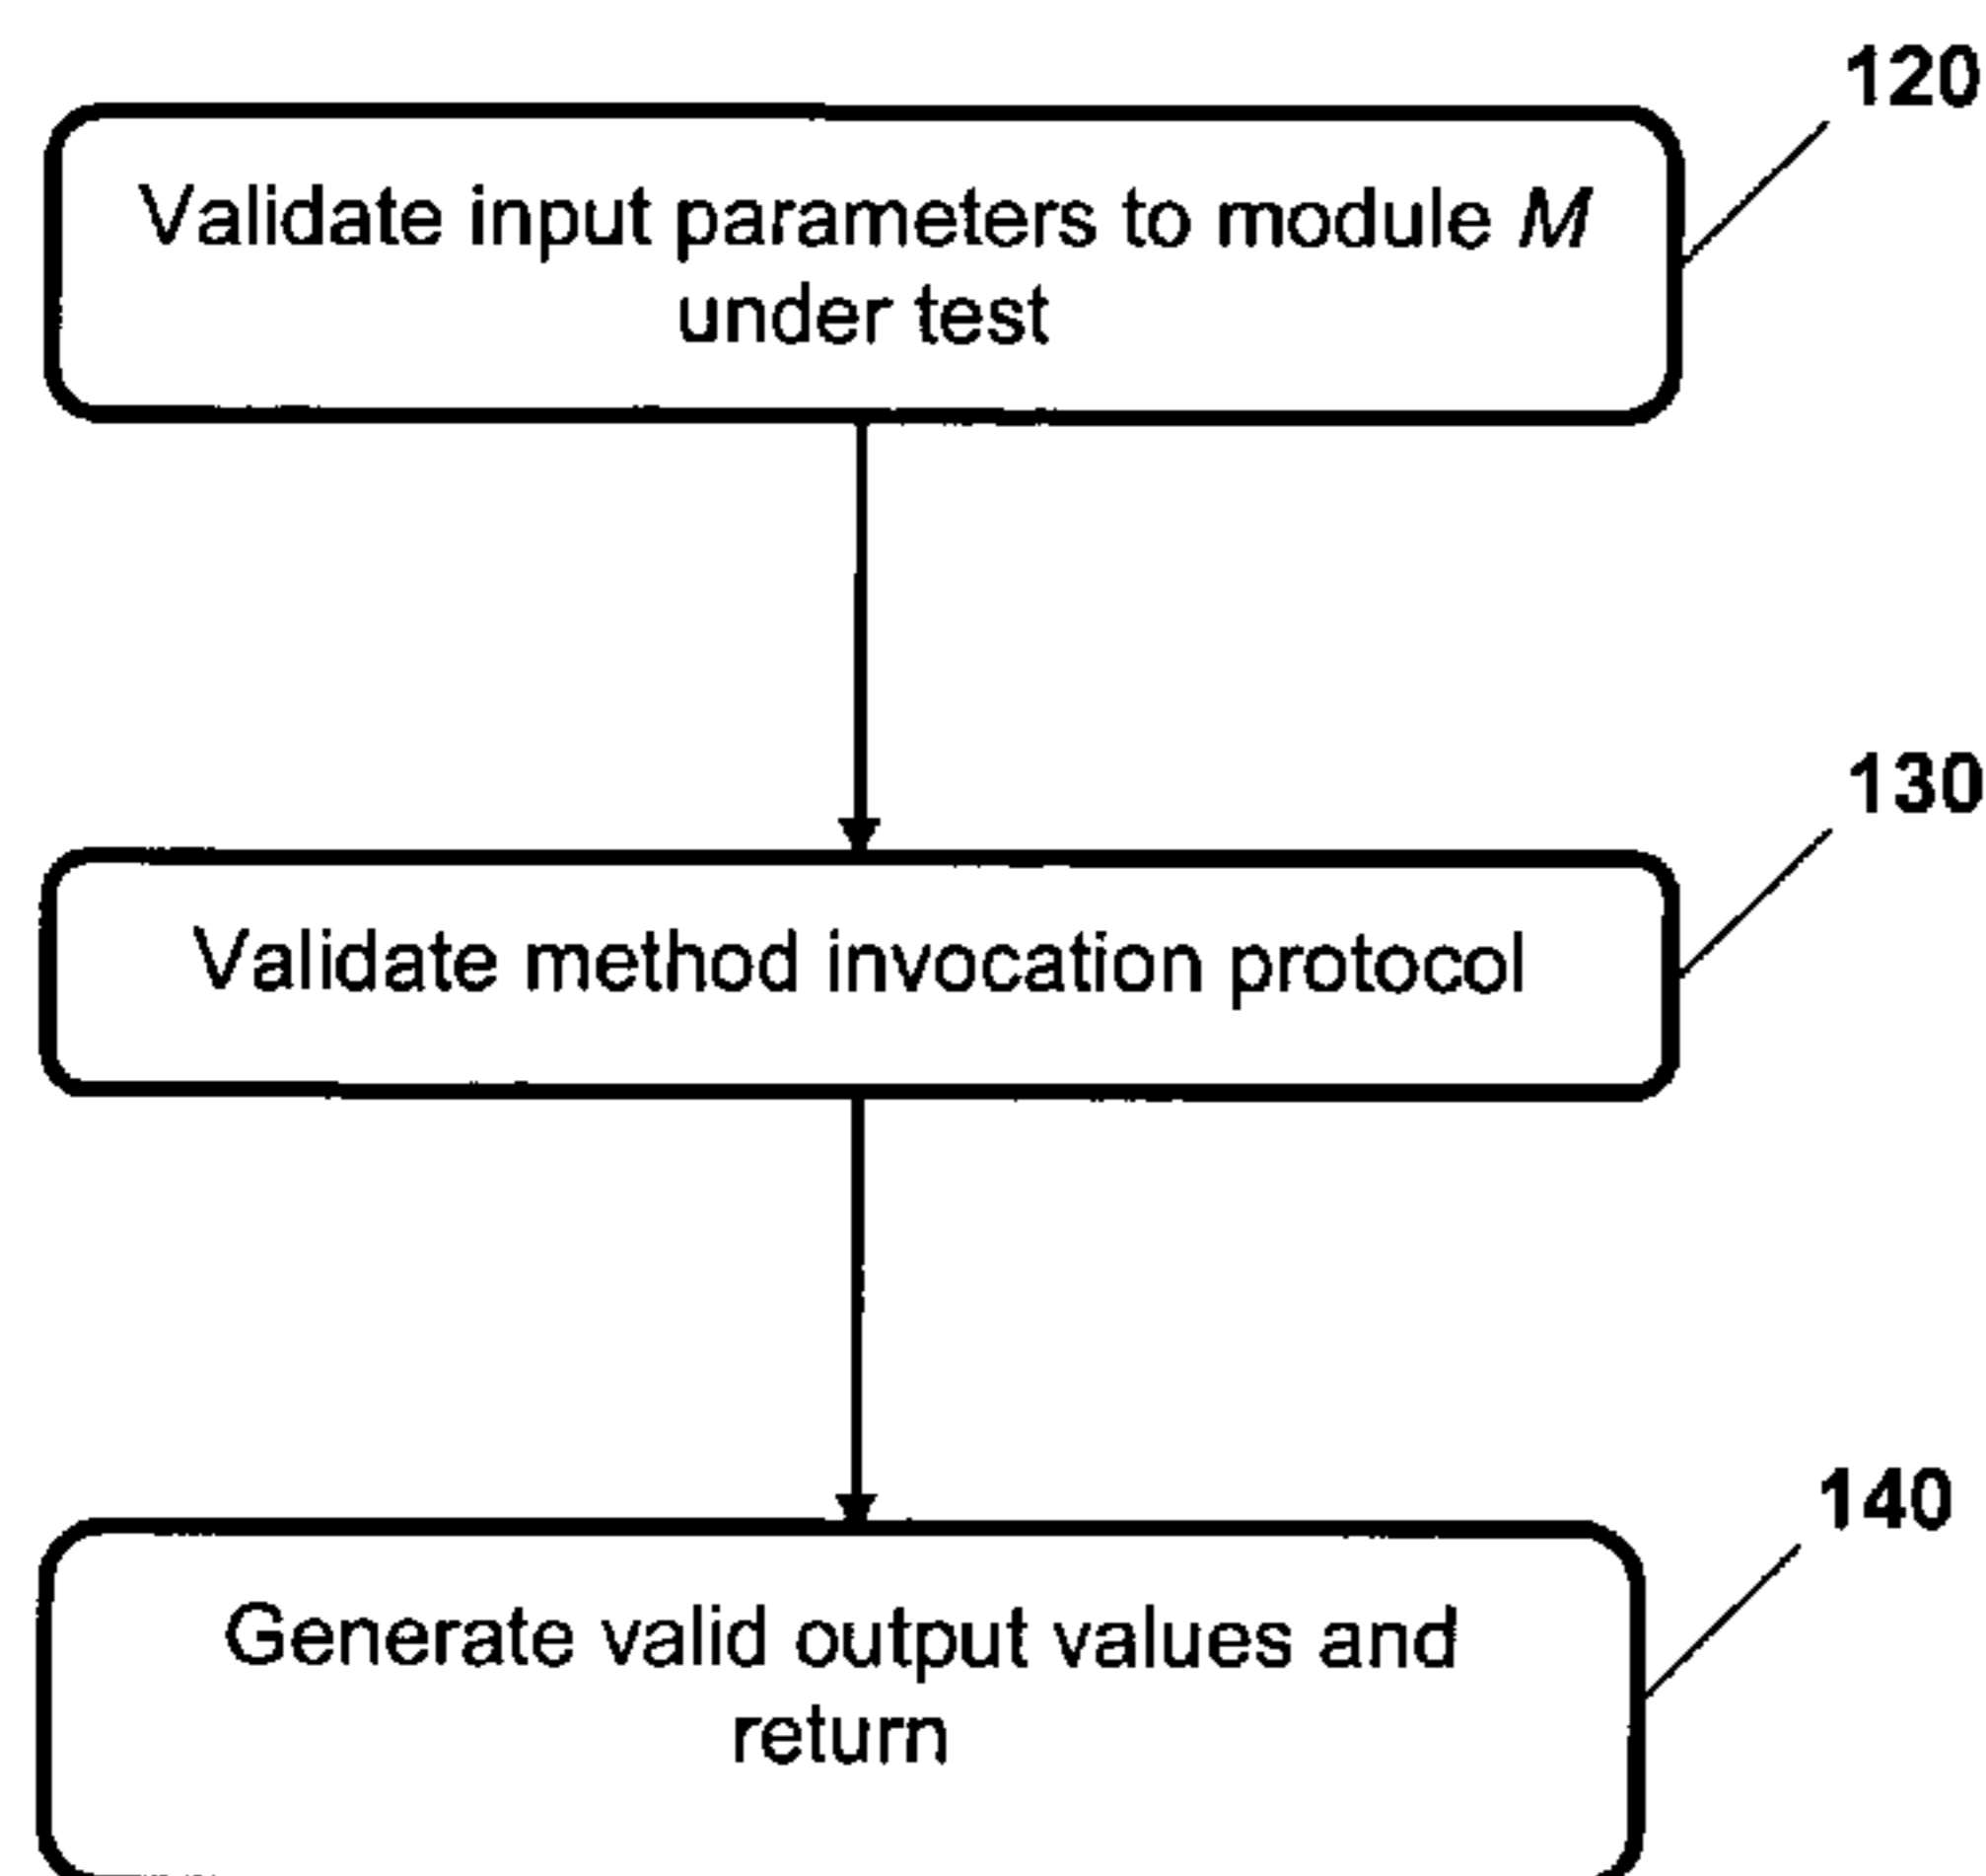 120
Validate input parameters to module M
under test
130
Validate method invocation protocol
140
Generate valid output values and
return